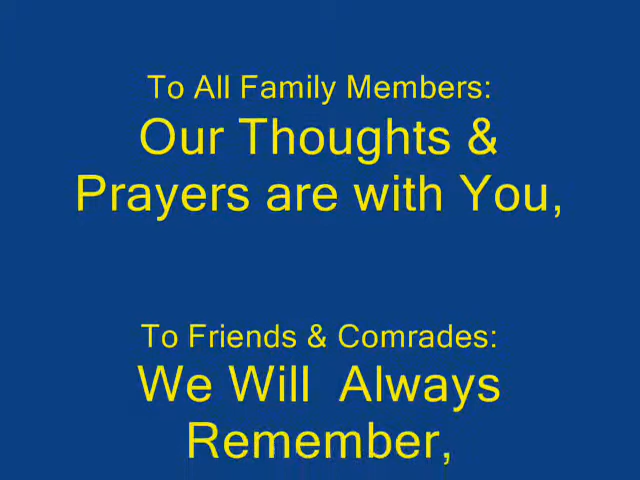 To All Family Members:
Our Thoughts &
Prayers are with You,
To Friends & Comrades:
We Will  Always
Remember,